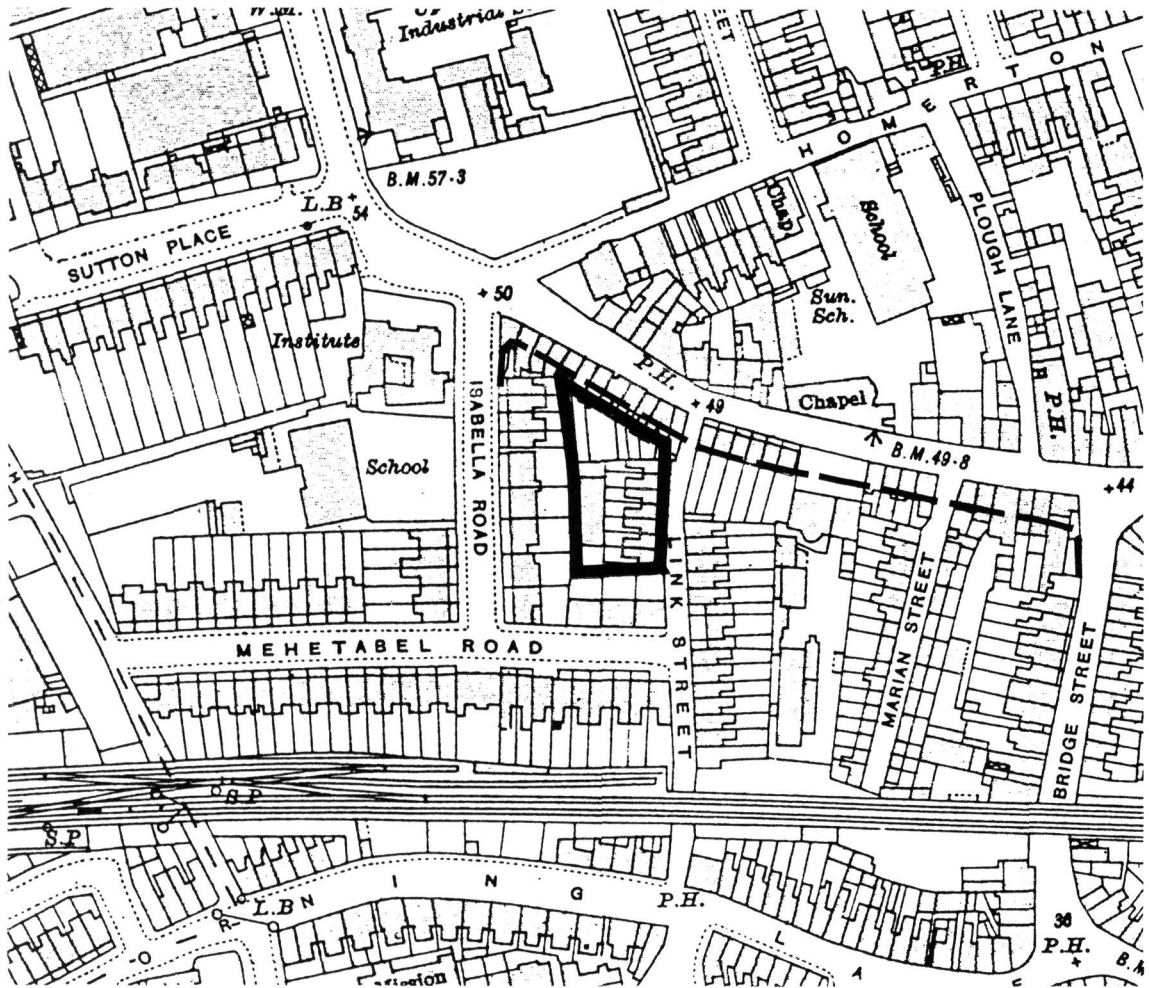 W.M.
Industrial S
P.H.
HOMERTON
B.M.57·3
L.B
54
SUTTON PLACE
Chap.
School
PLOUGH LANE
Sun.
Sch.
50
Institute
P.H.
ISABELLA ROAD
49
Chapel
P.H.
B.M.49·8
44
School
LINK STREET
MARIAN STREET
BRIDGE STREET
MEHETABEL ROAD
S.P
S.P
L.B
N I N G
P.H.
R
O
L A
36
P.H.
B.M
Mission